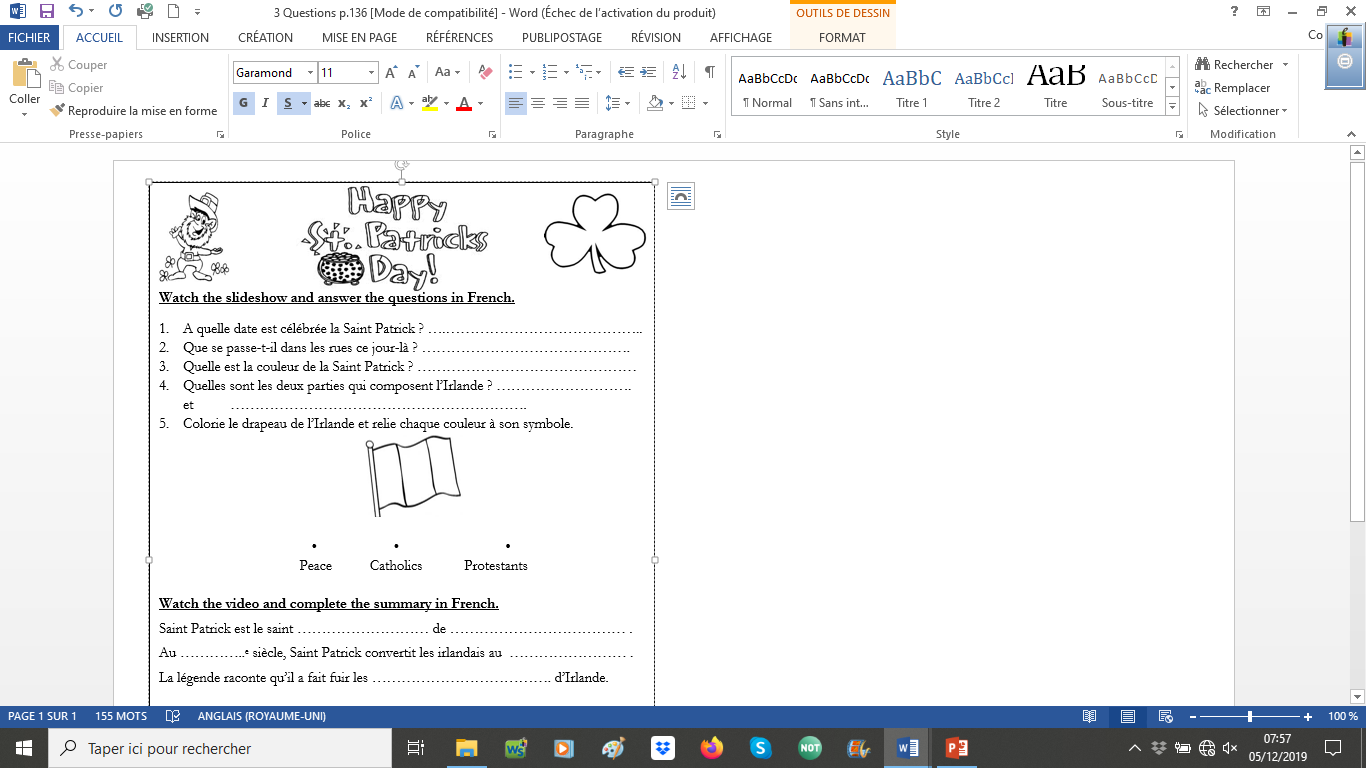 3 Questions p.136 [Mode de compatibilité] - Word (Échec de l'activation du produit)
OUTILS DE DESSIN
FICHIER ACCUEIL INSERTION CRÉATION MISE EN PAGE RÉFÉRENCES PUBLIPOSTAGE RÉVISION AFFICHAGE FORMAT Co
Coller
Couper
Copier
Reproduire la mise en forme
Presse-papiers
Garamond 11
G I S abc x₂ x²
Police
Paragraphe
AaBbCcDc AaBbCcDc AaBbC AaBbCcI AaB AaBbCcD
¶ Normal ¶ Sans int... Titre 1 Titre 2 Titre Sous-titre
Style
Rechercher
Remplacer
Sélectionner
Modification
Happy
St. Patricks
Day!
Watch the slideshow and answer the questions in French.
1. A quelle date est célébrée la Saint Patrick ? ………………………………………..
2. Que se passe-t-il dans les rues ce jour-là ? …………………………………….
3. Quelle est la couleur de la Saint Patrick ? ………………………………………
4. Quelles sont les deux parties qui composent l'Irlande ? ……………………….
et …………………………………………………….
5. Colorie le drapeau de l'Irlande et relie chaque couleur à son symbole.
• • •
Peace Catholics Protestants
Watch the video and complete the summary in French.
Saint Patrick est le saint ……………………… de ……………………………… .
Au …………..e siècle, Saint Patrick convertit les irlandais au …………………… .
La légende raconte qu'il a fait fuir les ………………………………. d'Irlande.
PAGE 1 SUR 1 155 MOTS ANGLAIS (ROYAUME-UNI) 100 %
Taper ici pour rechercher
NOT
07:57
05/12/2019